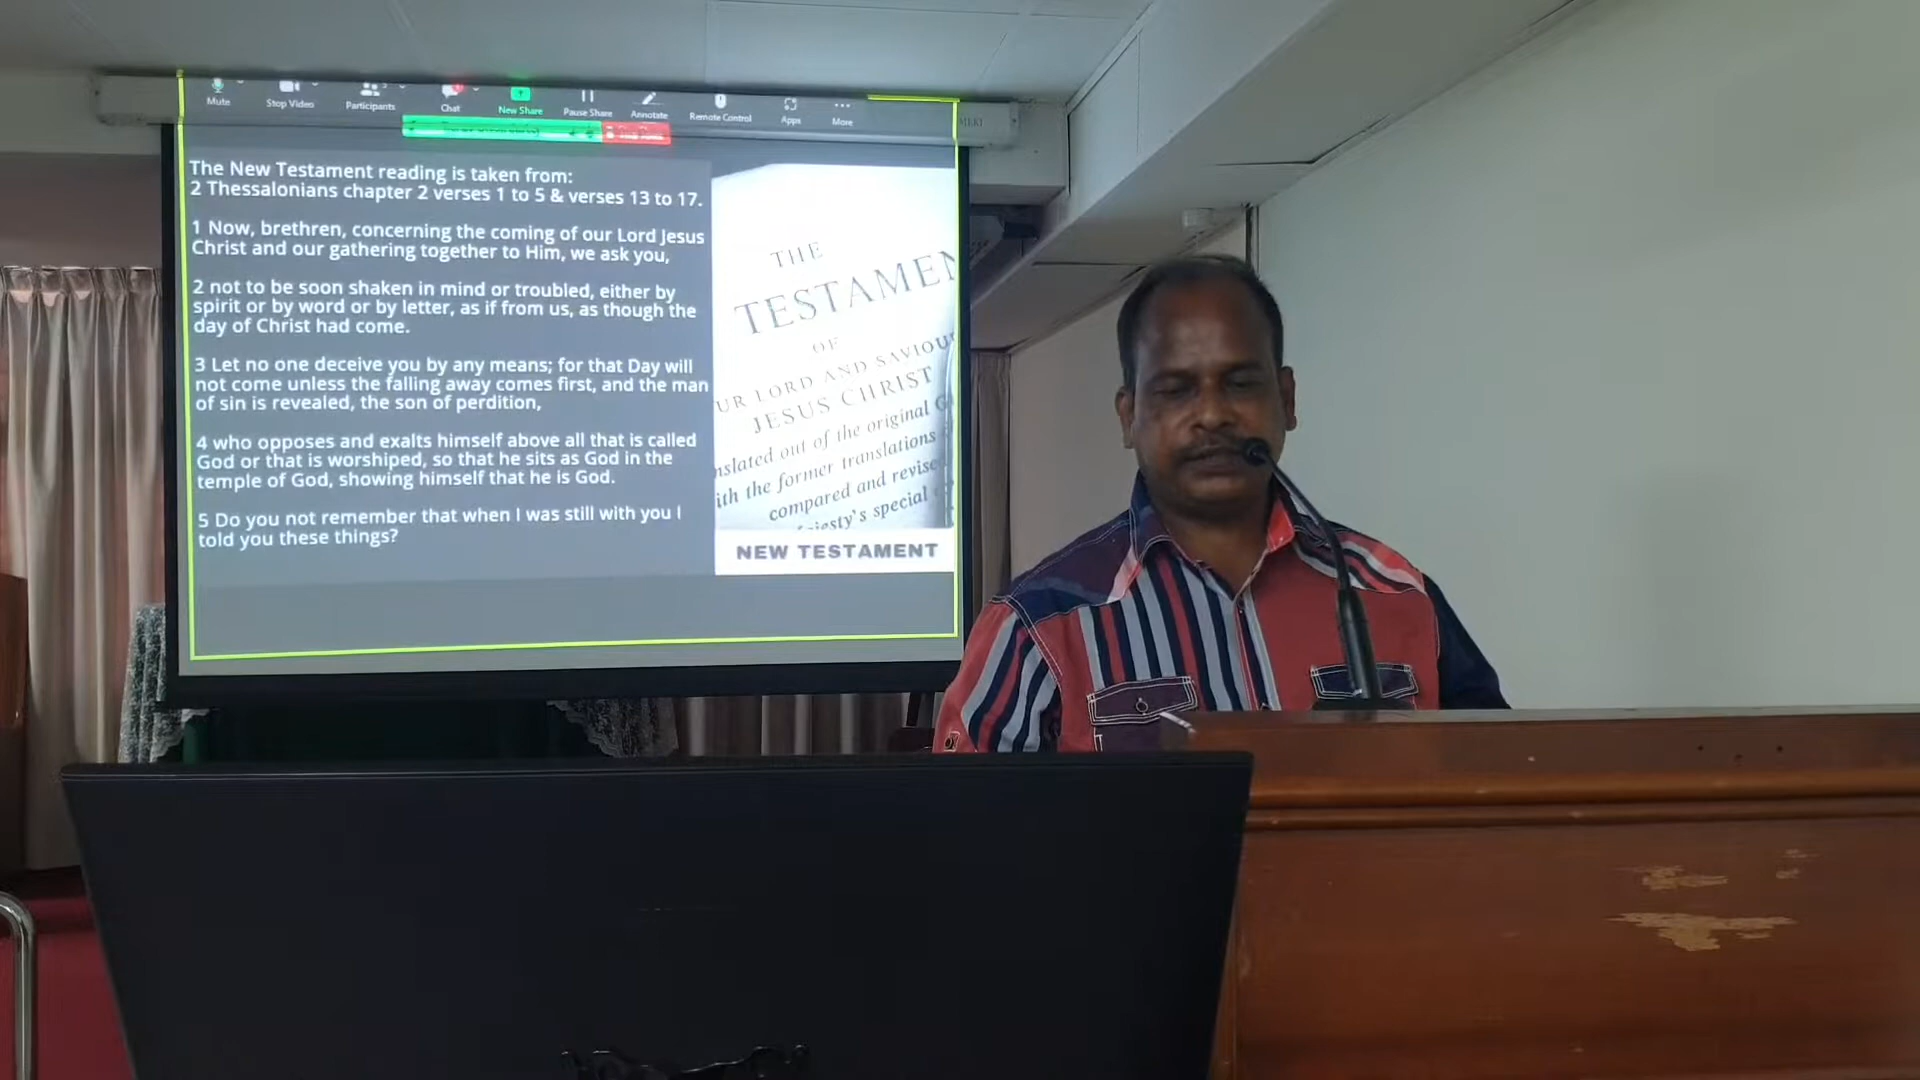 Mute
Stop Video
Participants
Chat
New Share
Pause Share
Annotate
Remote Control
Apps
More
The New Testament reading is taken from:
2 Thessalonians chapter 2 verses 1 to 5 & verses 13 to 17.
1 Now, brethren, concerning the coming of our Lord Jesus
Christ and our gathering together to Him, we ask you,
2 not to be soon shaken in mind or troubled, either by
spirit or by word or by letter, as if from us, as though the
day of Christ had come.
3 Let no one deceive you by any means; for that Day will
not come unless the falling away comes first, and the man
of sin is revealed, the son of perdition,
4 who opposes and exalts himself above all that is called
God or that is worshiped, so that he sits as God in the
temple of God, showing himself that he is God.
5 Do you not remember that when I was still with you I
told you these things?
THE
TESTAMEN
OF
UR LORD AND SAVIOU
JESUS CHRIST
nslated out of the original G
ith the former translations
compared and revise
jesty's special
NEW TESTAMENT